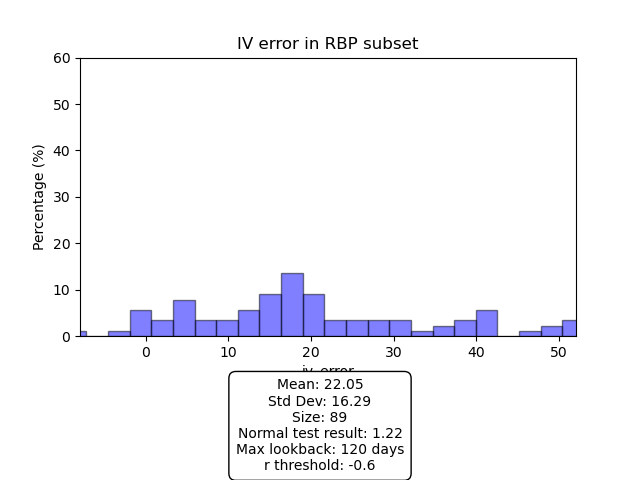 IV error in RBP subset
60
50
40
30
20
10
0
Percentage (%)
0 10 20 30 40 50
iv_error
Mean: 22.05
Std Dev: 16.29
Size: 89
Normal test result: 1.22
Max lookback: 120 days
r threshold: -0.6